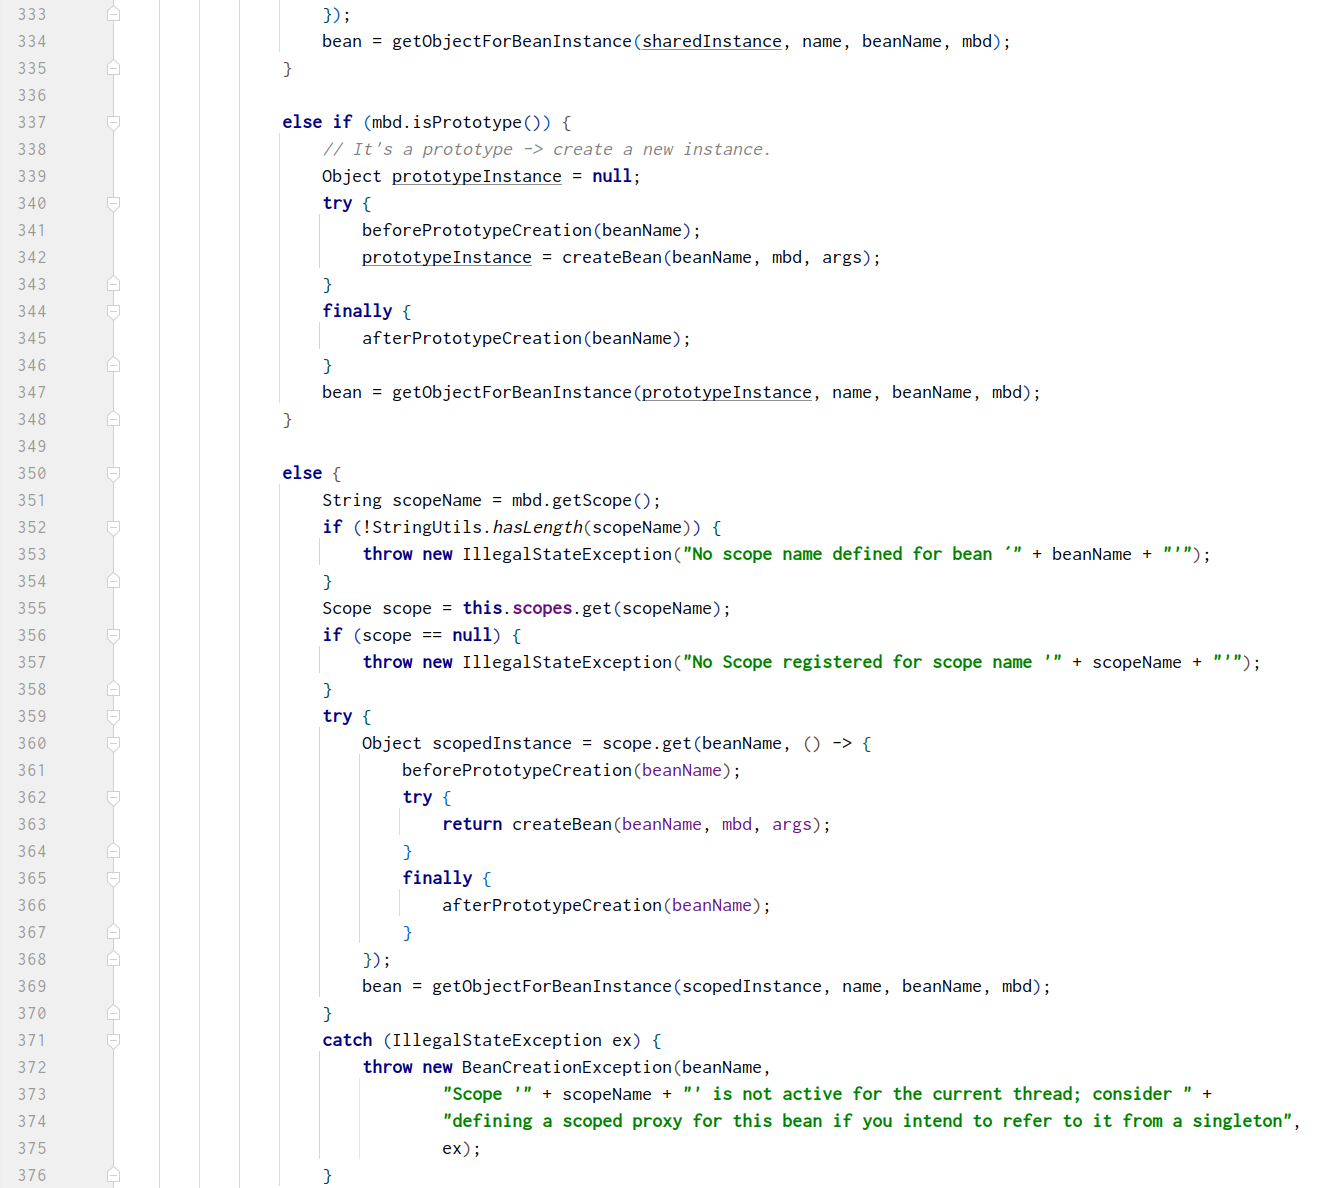 333 });
334 bean = getObjectForBeanInstance(sharedInstance, name, beanName, mbd);
335 }
336
337 else if (mbd.isPrototype()) {
338 // It's a prototype -> create a new instance.
339 Object prototypeInstance = null;
340 try {
341 beforePrototypeCreation(beanName);
342 prototypeInstance = createBean(beanName, mbd, args);
343 }
344 finally {
345 afterPrototypeCreation(beanName);
346 }
347 bean = getObjectForBeanInstance(prototypeInstance, name, beanName, mbd);
348 }
349
350 else {
351 String scopeName = mbd.getScope();
352 if (!StringUtils.hasLength(scopeName)) {
353 throw new IllegalStateException("No scope name defined for bean ´" + beanName + "'");
354 }
355 Scope scope = this.scopes.get(scopeName);
356 if (scope == null) {
357 throw new IllegalStateException("No Scope registered for scope name '" + scopeName + "'");
358 }
359 try {
360 Object scopedInstance = scope.get(beanName, () -> {
361 beforePrototypeCreation(beanName);
362 try {
363 return createBean(beanName, mbd, args);
364 }
365 finally {
366 afterPrototypeCreation(beanName);
367 }
368 });
369 bean = getObjectForBeanInstance(scopedInstance, name, beanName, mbd);
370 }
371 catch (IllegalStateException ex) {
372 throw new BeanCreationException(beanName,
373 "Scope '" + scopeName + "' is not active for the current thread; consider " +
374 "defining a scoped proxy for this bean if you intend to refer to it from a singleton",
375 ex);
376 }